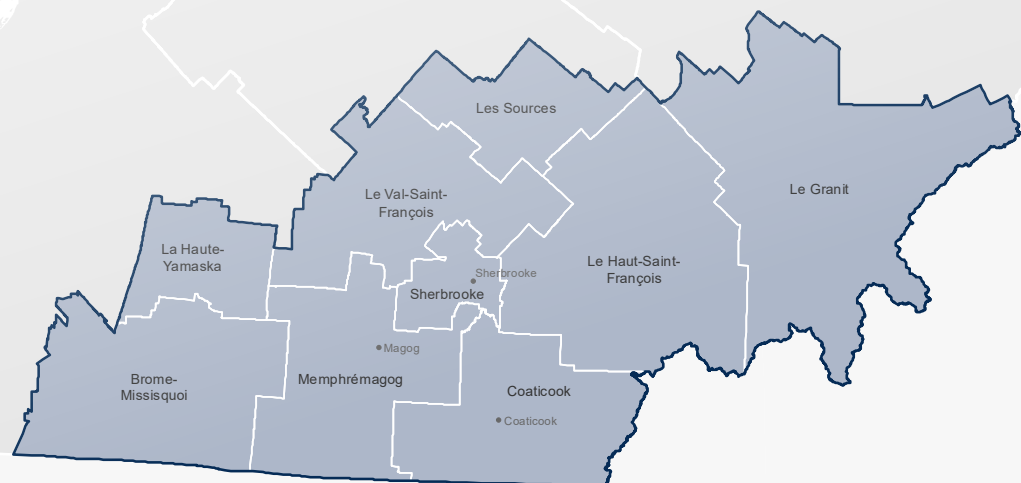 Les Sources
Le Granit
Le Val-Saint-
François
La Haute-
Yamaska
Le Haut-Saint-
François
Sherbrooke
Sherbrooke
Magog
Brome-
Missisquoi
Memphrémagog
Coaticook
Coaticook